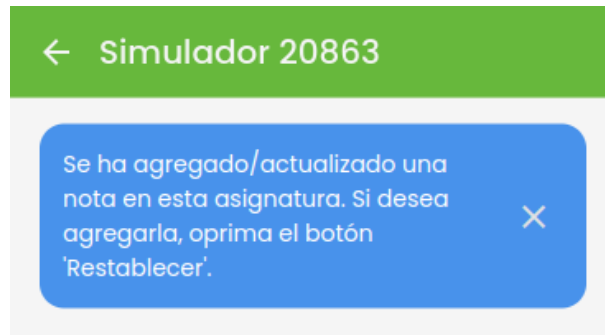 Simulador 20863
Se ha agregado/actualizado una
nota en esta asignatura. Si desea
agregarla, oprima el botón
'Restablecer'.